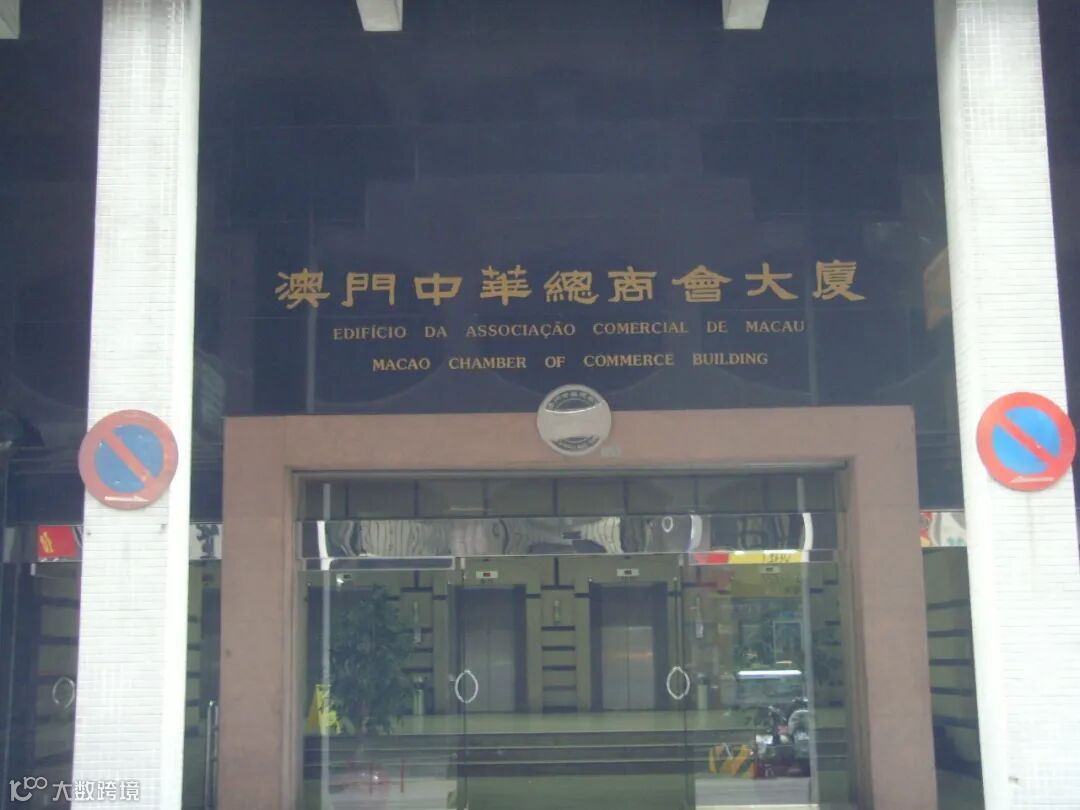 澳門中華總商會大廈
EDIFÍCIO DA ASSOCIAÇÃO COMERCIAL DE MACAU
MACAO CHAMBER OF COMMERCE BUILDING
大数跨境